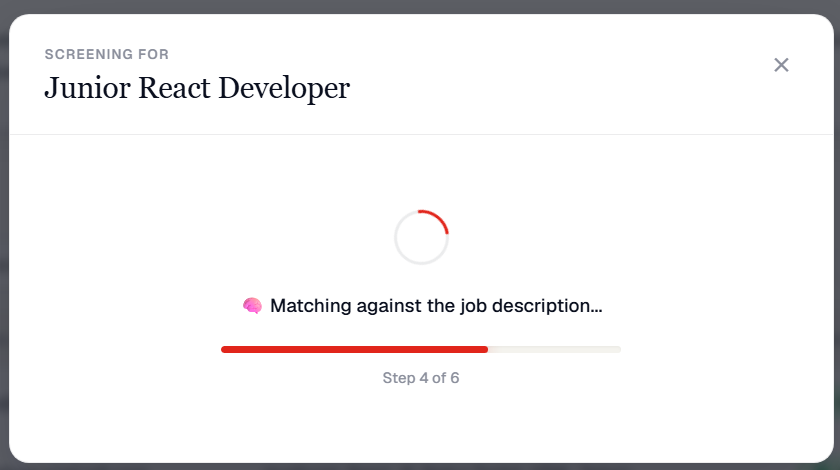 SCREENING FOR
Junior React Developer
🧠 Matching against the job description...
Step 4 of 6